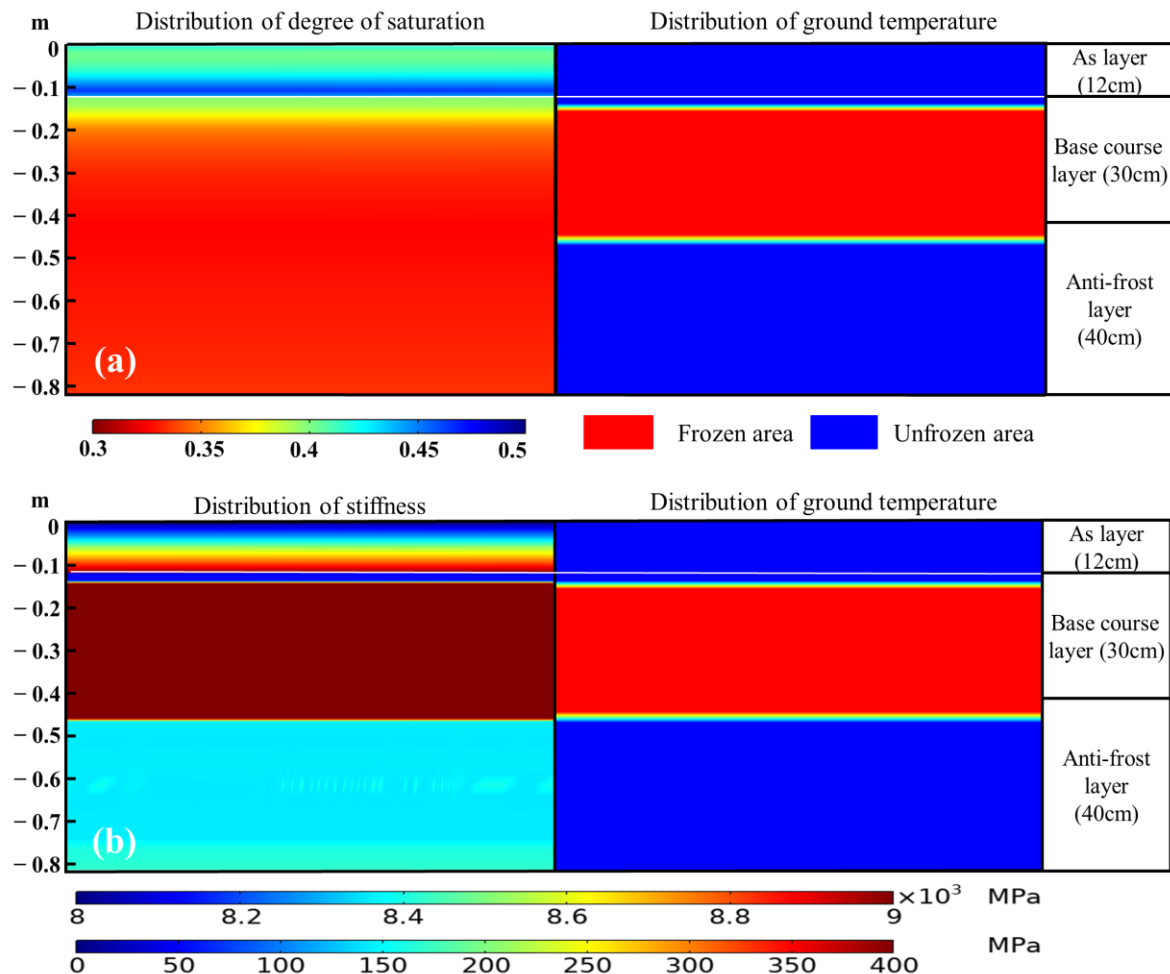 Distribution of degree of saturation
Distribution of ground temperature
m
0
− 0.1
− 0.2
− 0.3
− 0.4
− 0.5
− 0.6
− 0.7
− 0.8
As layer
(12cm)
Base course
layer (30cm)
Anti-frost
layer
(40cm)
(a)
0.3 0.35 0.4 0.45 0.5
Frozen area
Unfrozen area
Distribution of stiffness
Distribution of ground temperature
m
0
− 0.1
− 0.2
− 0.3
− 0.4
− 0.5
− 0.6
− 0.7
− 0.8
As layer
(12cm)
Base course
layer (30cm)
Anti-frost
layer
(40cm)
(b)
×10³ MPa
8 8.2 8.4 8.6 8.8 9
MPa
0 50 100 150 200 250 300 350 400